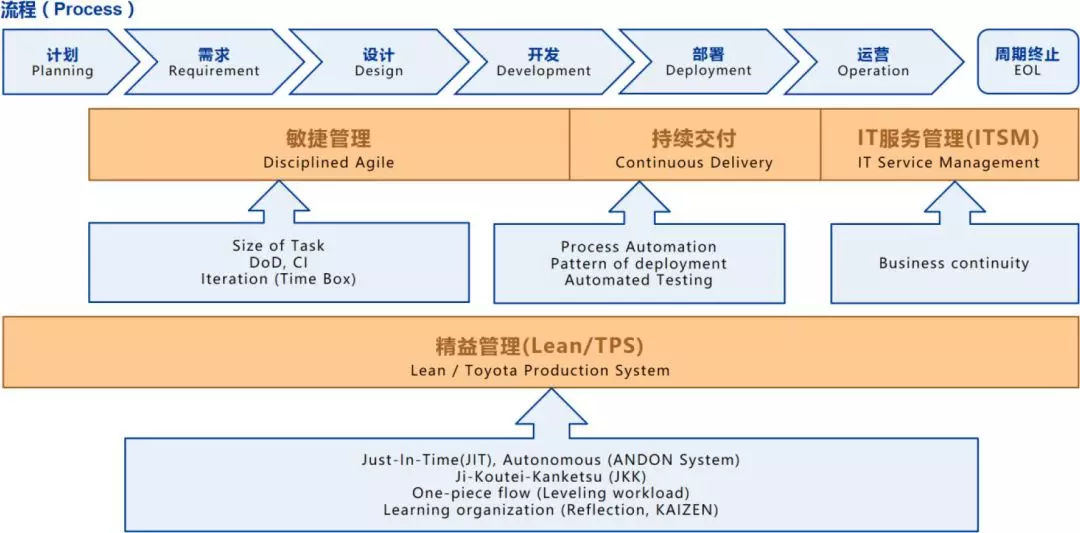 流程（Process）
计划
Planning
需求
Requirement
设计
Design
开发
Development
部署
Deployment
运营
Operation
周期终止
EOL
敏捷管理
Disciplined Agile
持续交付
Continuous Delivery
IT服务管理(ITSM)
IT Service Management
Size of Task
DoD, CI
Iteration (Time Box)
Process Automation
Pattern of deployment
Automated Testing
Business continuity
精益管理(Lean/TPS)
Lean / Toyota Production System
Just-In-Time(JIT), Autonomous (ANDON System)
Ji-Koutei-Kanketsu (JKK)
One-piece flow (Leveling workload)
Learning organization (Reflection, KAIZEN)